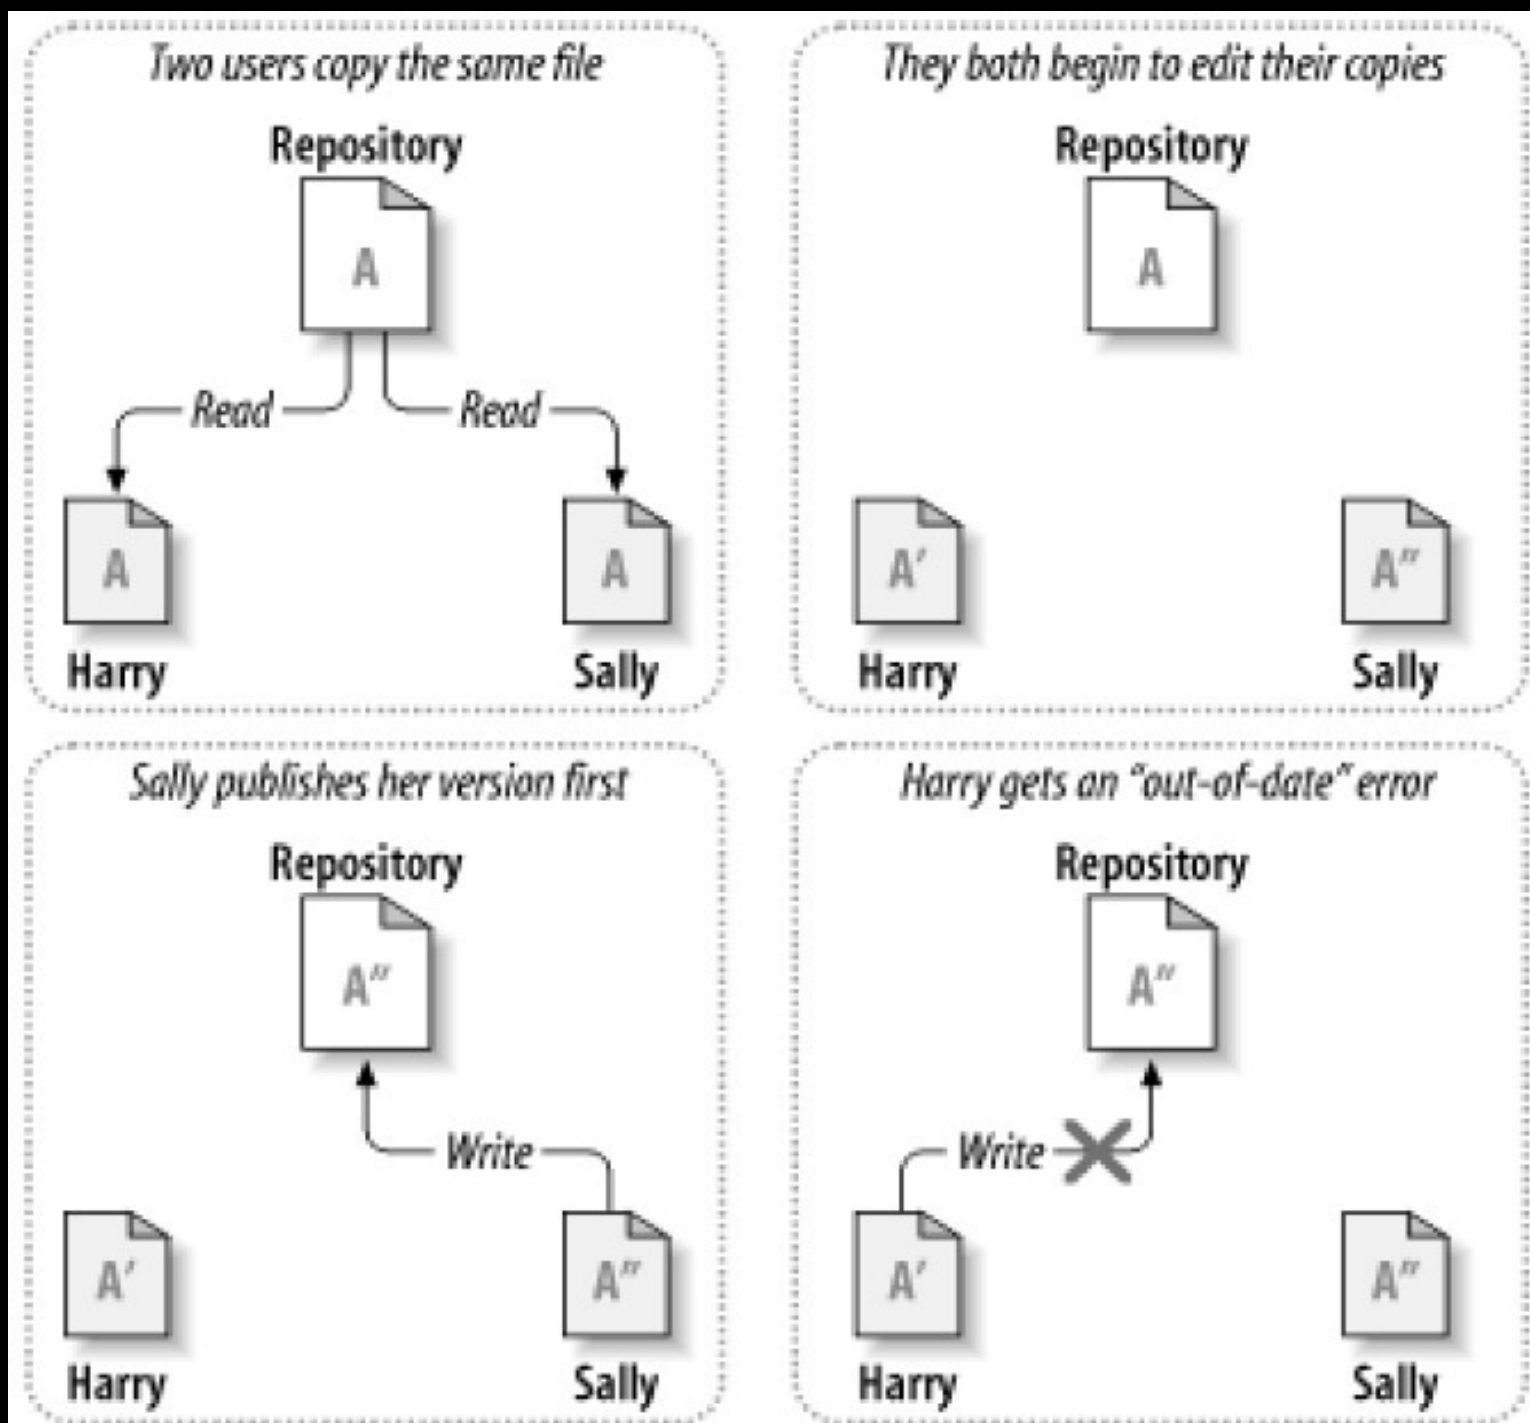 Two users copy the same file
Repository
A
Read
Read
A
A
Harry
Sally
They both begin to edit their copies
Repository
A
A′
A″
Harry
Sally
Sally publishes her version first
Repository
A″
Write
A′
A″
Harry
Sally
Harry gets an “out-of-date” error
Repository
A″
Write
A′
A″
Harry
Sally